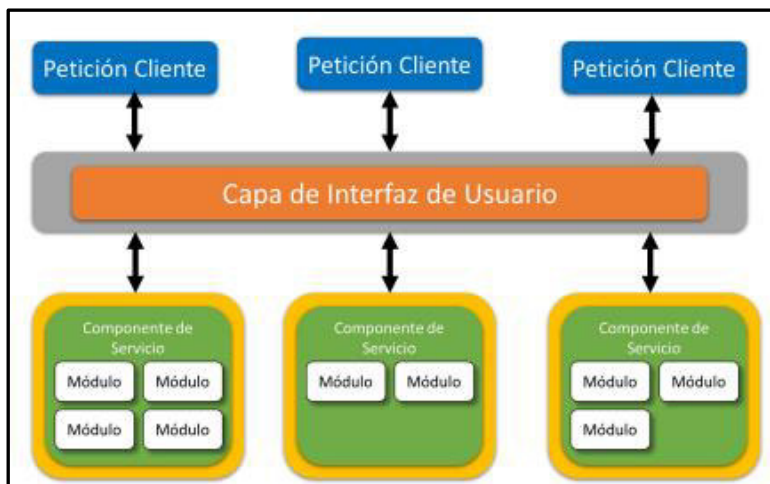 Petición Cliente
Petición Cliente
Petición Cliente
Capa de Interfaz de Usuario
Componente de
Servicio
Módulo
Módulo
Módulo
Módulo
Componente de
Servicio
Módulo
Módulo
Componente de
Servicio
Módulo
Módulo
Módulo